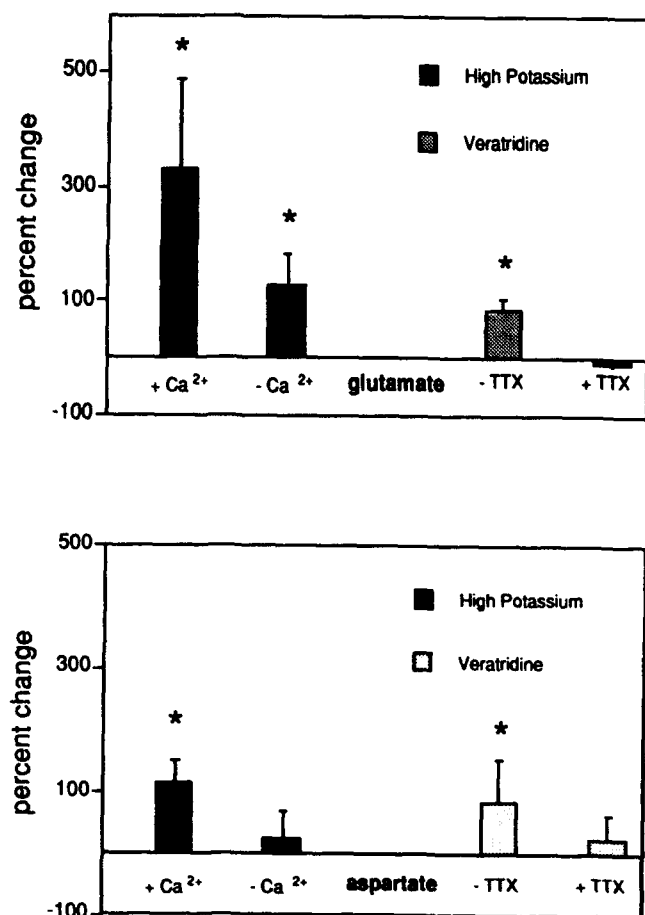 percent change
500
300
100
-100
*
*
*
High Potassium
Veratridine
+ Ca 2+
- Ca 2+
glutamate
- TTX
+ TTX
percent change
500
300
100
-100
*
*
High Potassium
Veratridine
+ Ca 2+
- Ca 2+
aspartate
- TTX
+ TTX